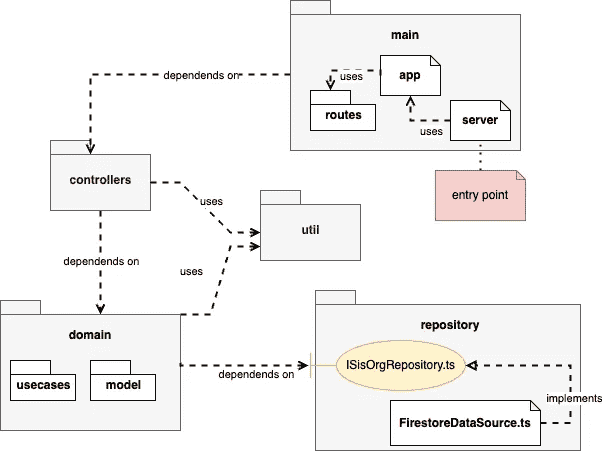 main
dependends on
uses
app
routes
server
uses
controllers
entry point
uses
util
dependends on
uses
domain
repository
ISisOrgRepository.ts
usecases
model
dependends on
implements
FirestoreDataSource.ts